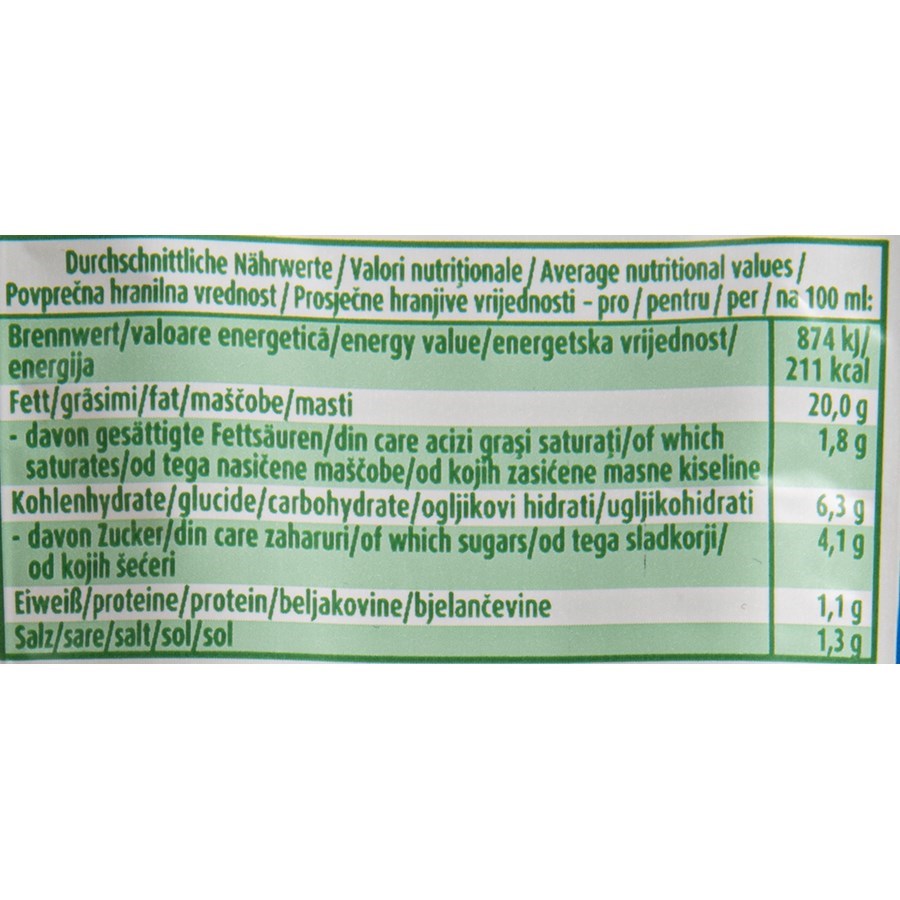 Durchschnittliche Nährwerte / Valori nutriţionale / Average nutritional values /
Povprečna hranilna vrednost / Prosječne hranjive vrijednosti - pro / pentru / per / na 100 ml:
Brennwert/valoare energetică/energy value/energetska vrijednost/ 874 kJ/
energija 211 kcal
Fett/grăsimi/fat/maščobe/masti 20,0 g
- davon gesättigte Fettsäuren/din care acizi graşi saturaţi/of which 1,8 g
saturates/od tega nasičene maščobe/od kojih zasićene masne kiseline
Kohlenhydrate/glucide/carbohydrate/ogljikovi hidrati/ugljikohidrati 6,3 g
- davon Zucker/din care zaharuri/of which sugars/od tega sladkorji/ 4,1 g
od kojih šećeri
Eiweiß/proteine/protein/beljakovine/bjelančevine 1,1 g
Salz/sare/salt/sol/sol 1,3 g